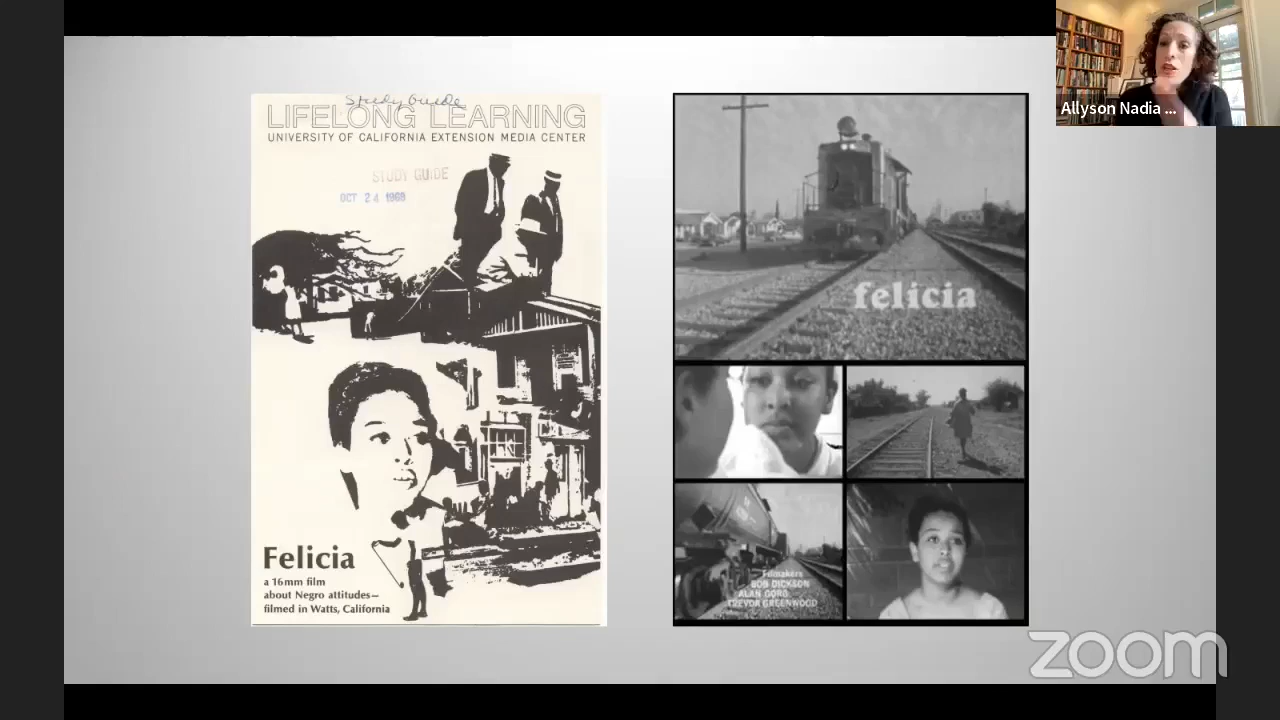 Study Guide
LIFELONG LEARNING
UNIVERSITY OF CALIFORNIA EXTENSION MEDIA CENTER
STUDY GUIDE
OCT 24 1969
Felicia
a 16mm film
about Negro attitudes—
filmed in Watts, California
felicia
Filmakers
BOB DICKSON
ALAN GORG
TREVOR GREENWOOD
Allyson Nadia ...
zoom